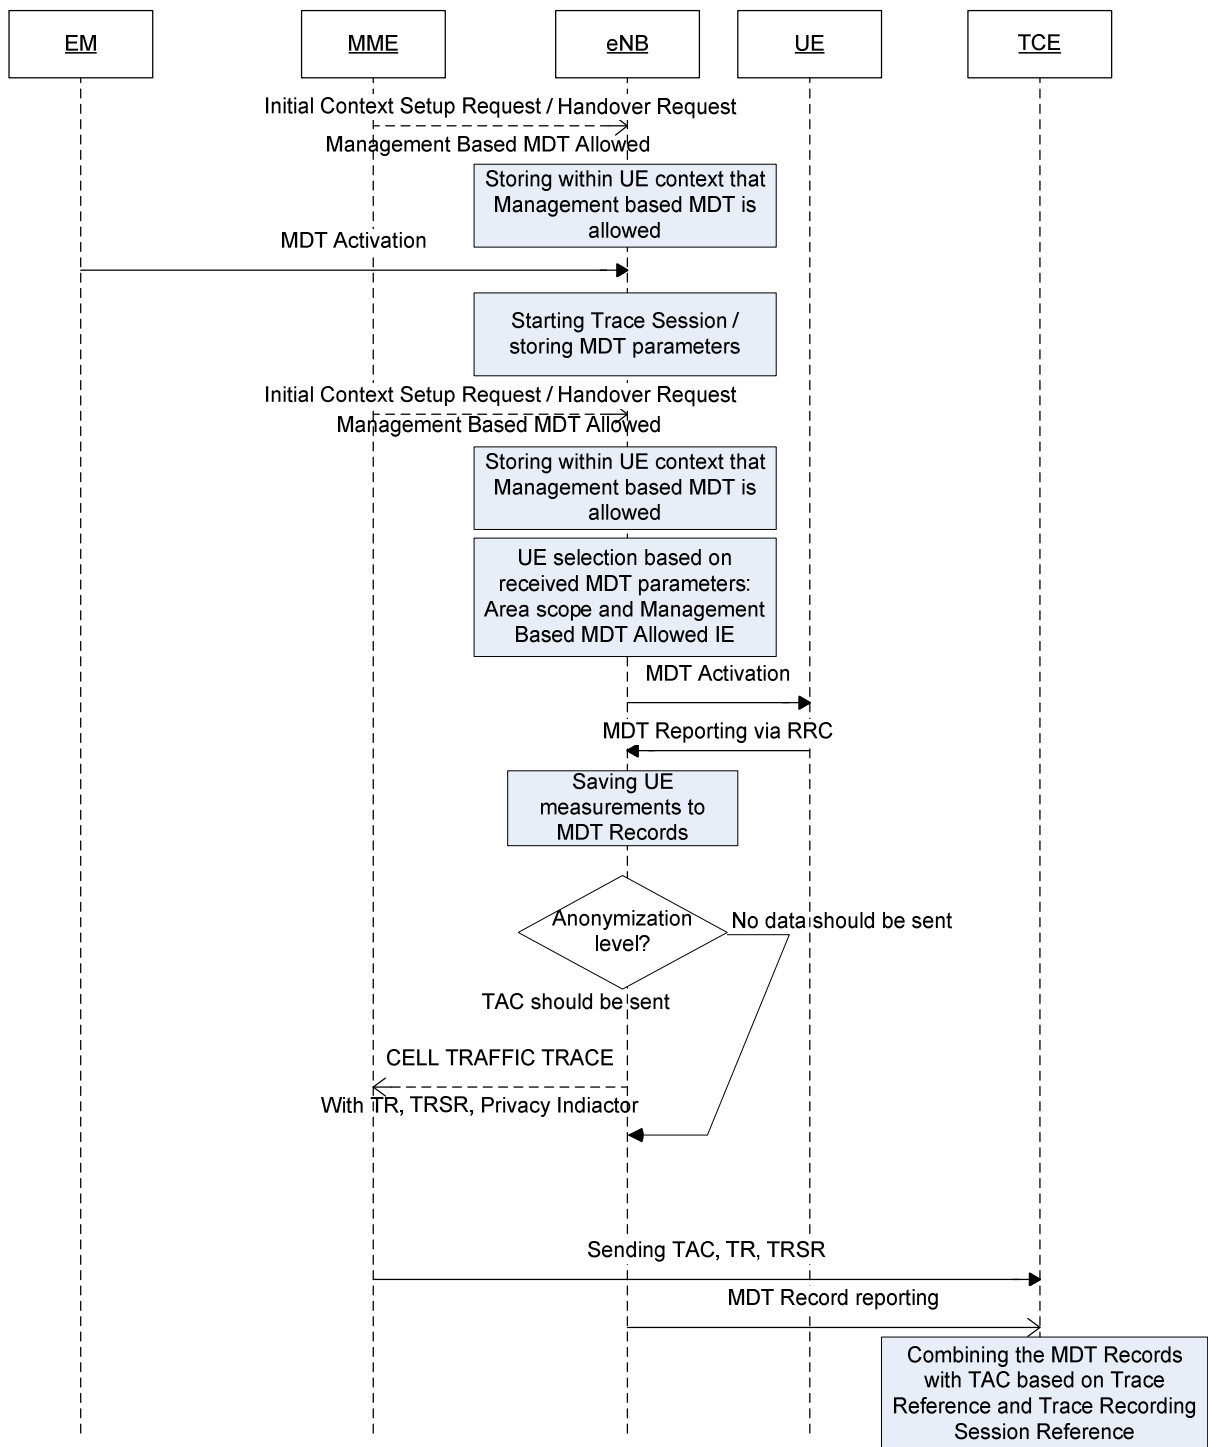 EM
MME
eNB
UE
TCE
Initial Context Setup Request / Handover Request
Management Based MDT Allowed
Storing within UE context that
Management based MDT is
allowed
MDT Activation
Starting Trace Session /
storing MDT parameters
Initial Context Setup Request / Handover Request
Management Based MDT Allowed
Storing within UE context that
Management based MDT is
allowed
UE selection based on
received MDT parameters:
Area scope and Management
Based MDT Allowed IE
MDT Activation
MDT Reporting via RRC
Saving UE
measurements to
MDT Records
Anonymization
level?
No data should be sent
TAC should be sent
CELL TRAFFIC TRACE
With TR, TRSR, Privacy Indiactor
Sending TAC, TR, TRSR
MDT Record reporting
Combining the MDT Records
with TAC based on Trace
Reference and Trace Recording
Session Reference